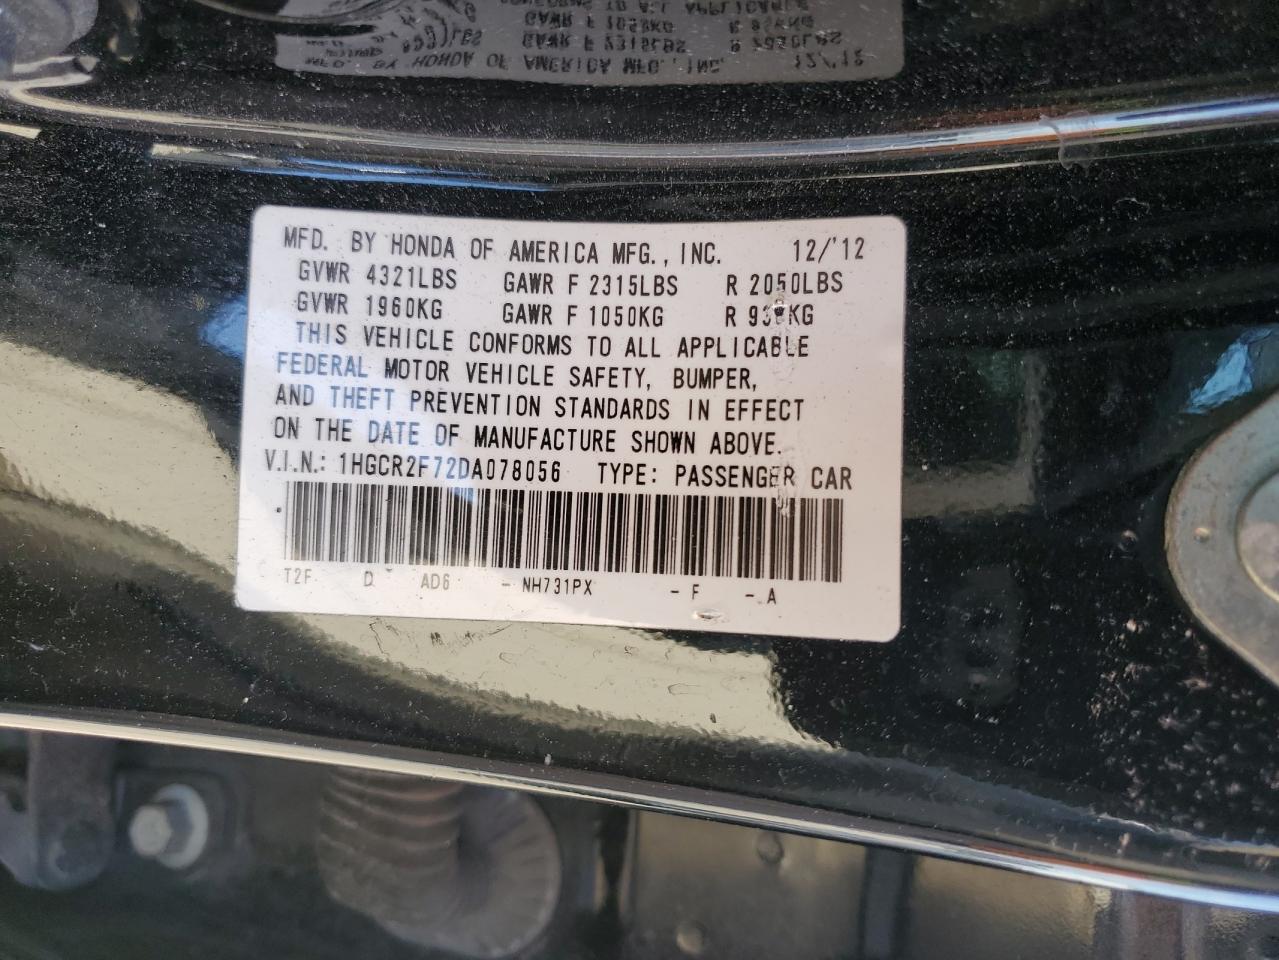 MFD. BY HONDA OF AMERICA MFG., INC. 12/'12
GVWR 4321LBS GAWR F 2315LBS R 2050LBS
GVWR 1960KG GAWR F 1050KG
THIS VEHICLE CONFORMS TO ALL APPLICABLE
FEDERAL MOTOR VEHICLE SAFETY, BUMPER,
AND THEFT PREVENTION STANDARDS IN EFFECT
ON THE DATE OF MANUFACTURE SHOWN ABOVE.
V.I.N.: 1HGCR2F72DA078056 TYPE: PASSENGER CAR
T2F D AD6 - NH731PX - F - A